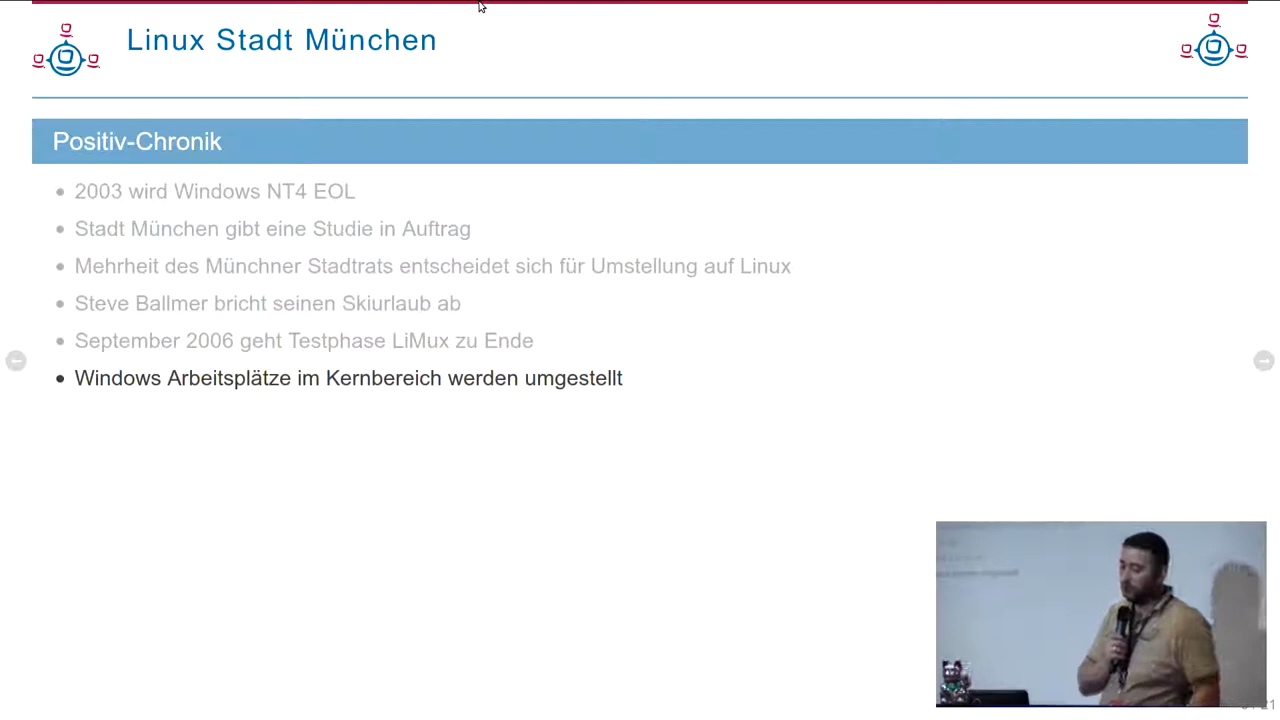 Linux Stadt München
Positiv-Chronik
2003 wird Windows NT4 EOL
Stadt München gibt eine Studie in Auftrag
Mehrheit des Münchner Stadtrats entscheidet sich für Umstellung auf Linux
Steve Ballmer bricht seinen Skiurlaub ab
September 2006 geht Testphase LiMux zu Ende
Windows Arbeitsplätze im Kernbereich werden umgestellt
21